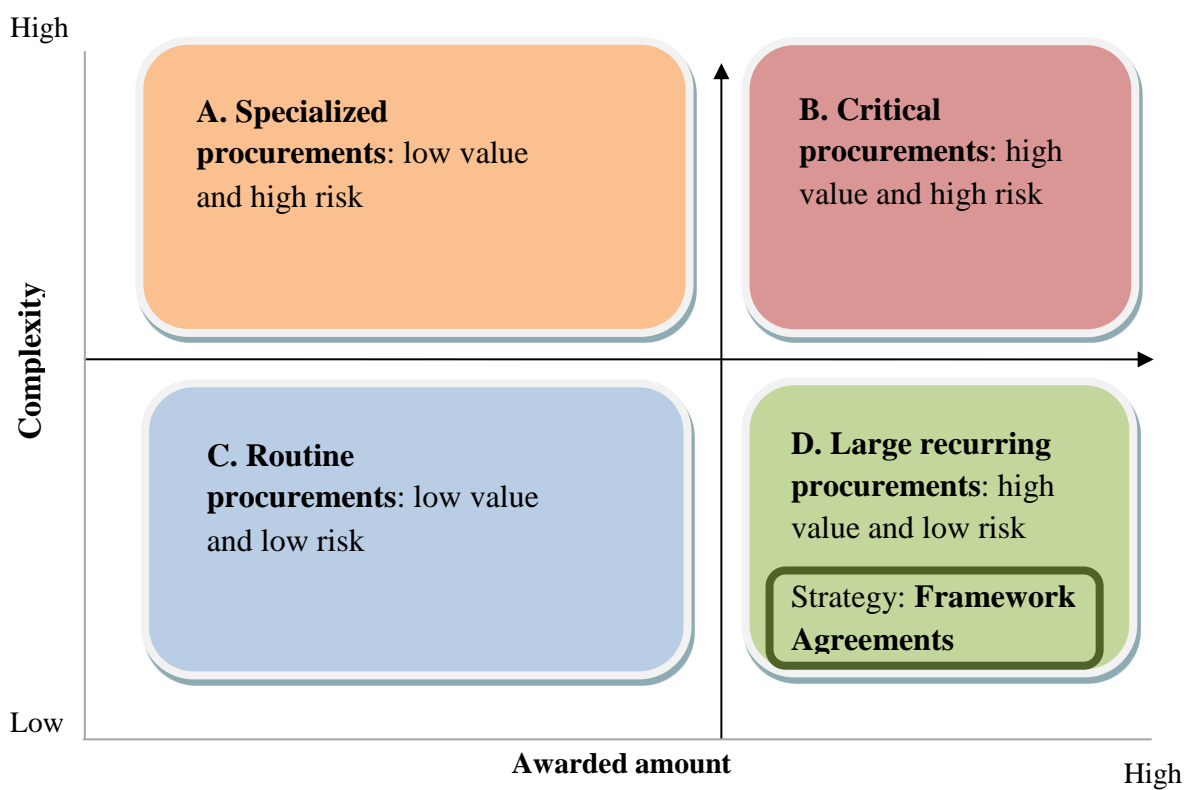 High
A. Specialized
procurements: low value
and high risk
B. Critical
procurements: high
value and high risk
Complexity
C. Routine
procurements: low value
and low risk
D. Large recurring
procurements: high
value and low risk
Strategy: Framework
Agreements
Low
Awarded amount
High